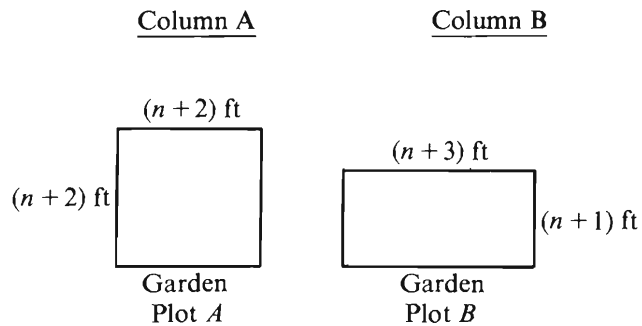 Column A
Column B
(n + 2) ft
(n + 2) ft
Garden
Plot A
(n + 3) ft
(n + 1) ft
Garden
Plot B